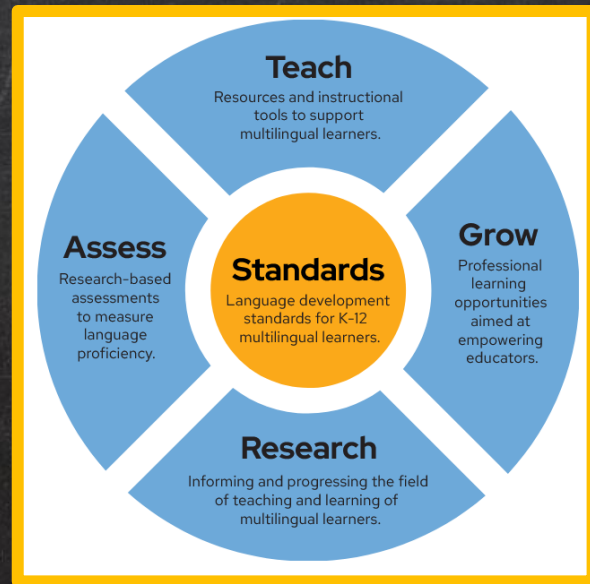 Teach
Resources and instructional
tools to support
multilingual learners.
Assess
Research-based
assessments
to measure
language
proficiency.
Standards
Language development
standards for K-12
multilingual learners.
Grow
Professional
learning
opportunities
aimed at
empowering
educators.
Research
Informing and progressing the field
of teaching and learning of
multilingual learners.